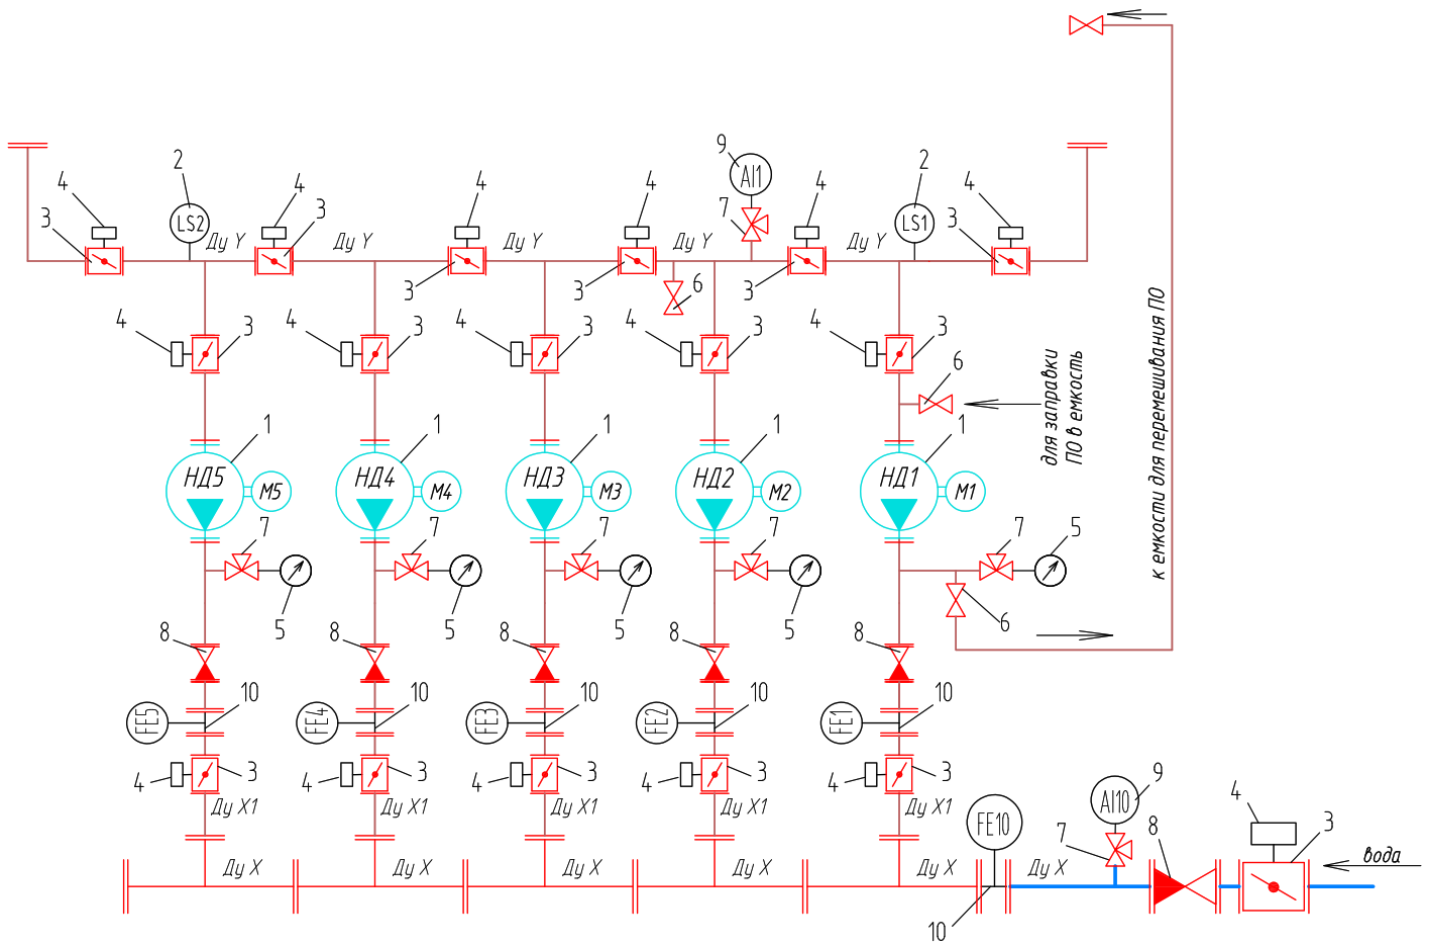 9
2
AI1
2
4
4
4
4
4
4
7
3
LS2
3
LS1
3
Ду Y
Ду Y
Ду Y
Ду Y
Ду Y
3
3
3
3
6
4
3
4
3
4
3
4
3
4
3
6
для заправки
ПО в емкость
к емкости для перемешивания ПО
1
1
1
1
1
НД5
М5
НД4
М4
НД3
М3
НД2
М2
НД1
М1
7
7
7
7
7
5
5
5
5
5
6
8
8
8
8
8
10
10
10
10
10
FE5
FE4
FE3
FE2
FE1
4
3
4
3
4
3
4
3
4
3
Ду X1
Ду X1
Ду X1
Ду X1
Ду X1
9
AI10
4
3
FE10
7
8
вода
Ду X
Ду X
Ду X
Ду X
Ду X
Ду X
10